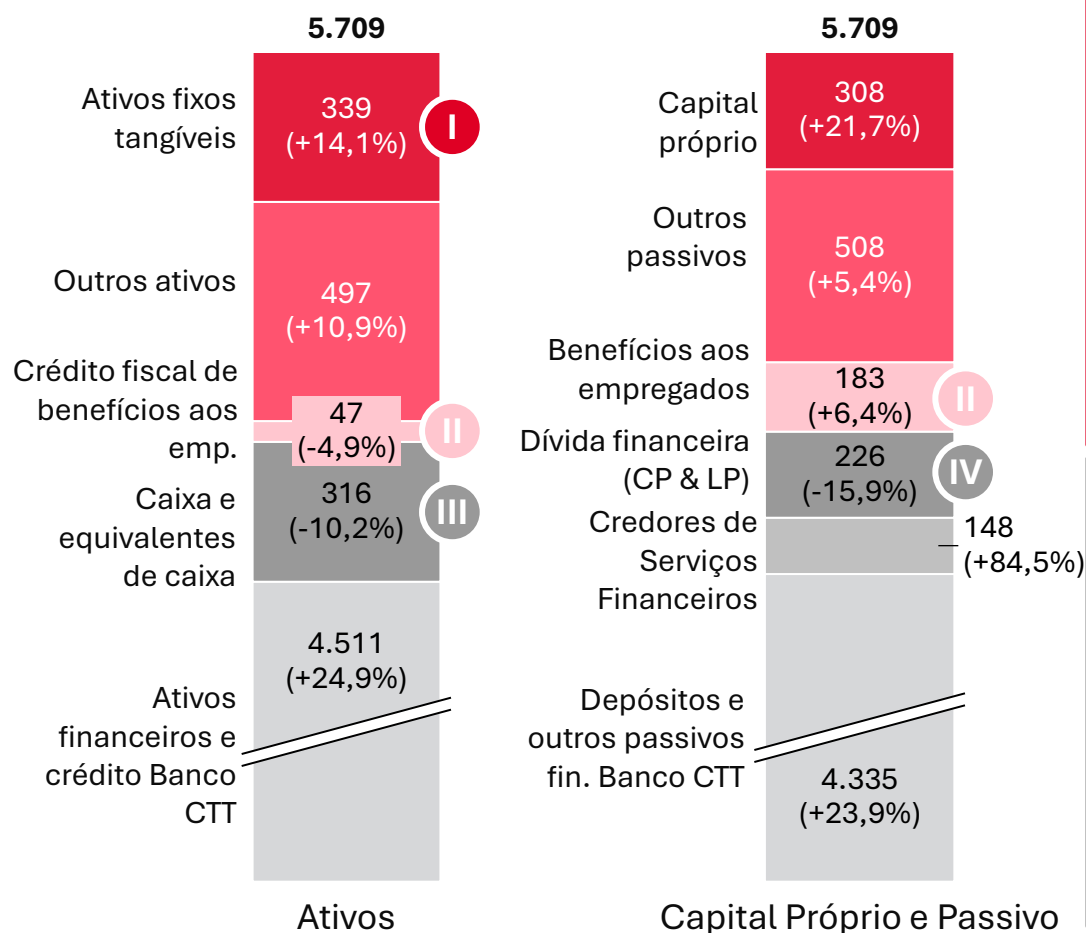 5.709
Ativos fixos
tangíveis
339
(+14,1%)
I
Outros ativos
497
(+10,9%)
Crédito fiscal de
benefícios aos
emp.
47
(-4,9%)
II
Caixa e
equivalentes
de caixa
316
(-10,2%)
III
Ativos
financeiros e
crédito Banco
CTT
4.511
(+24,9%)
Ativos
5.709
Capital
próprio
308
(+21,7%)
Outros
passivos
508
(+5,4%)
Benefícios aos
empregados
183
(+6,4%)
II
Dívida financeira
(CP & LP)
226
(-15,9%)
IV
Credores de
Serviços
Financeiros
148
(+84,5%)
Depósitos e
outros passivos
fin. Banco CTT
4.335
(+23,9%)
Capital Próprio e Passivo